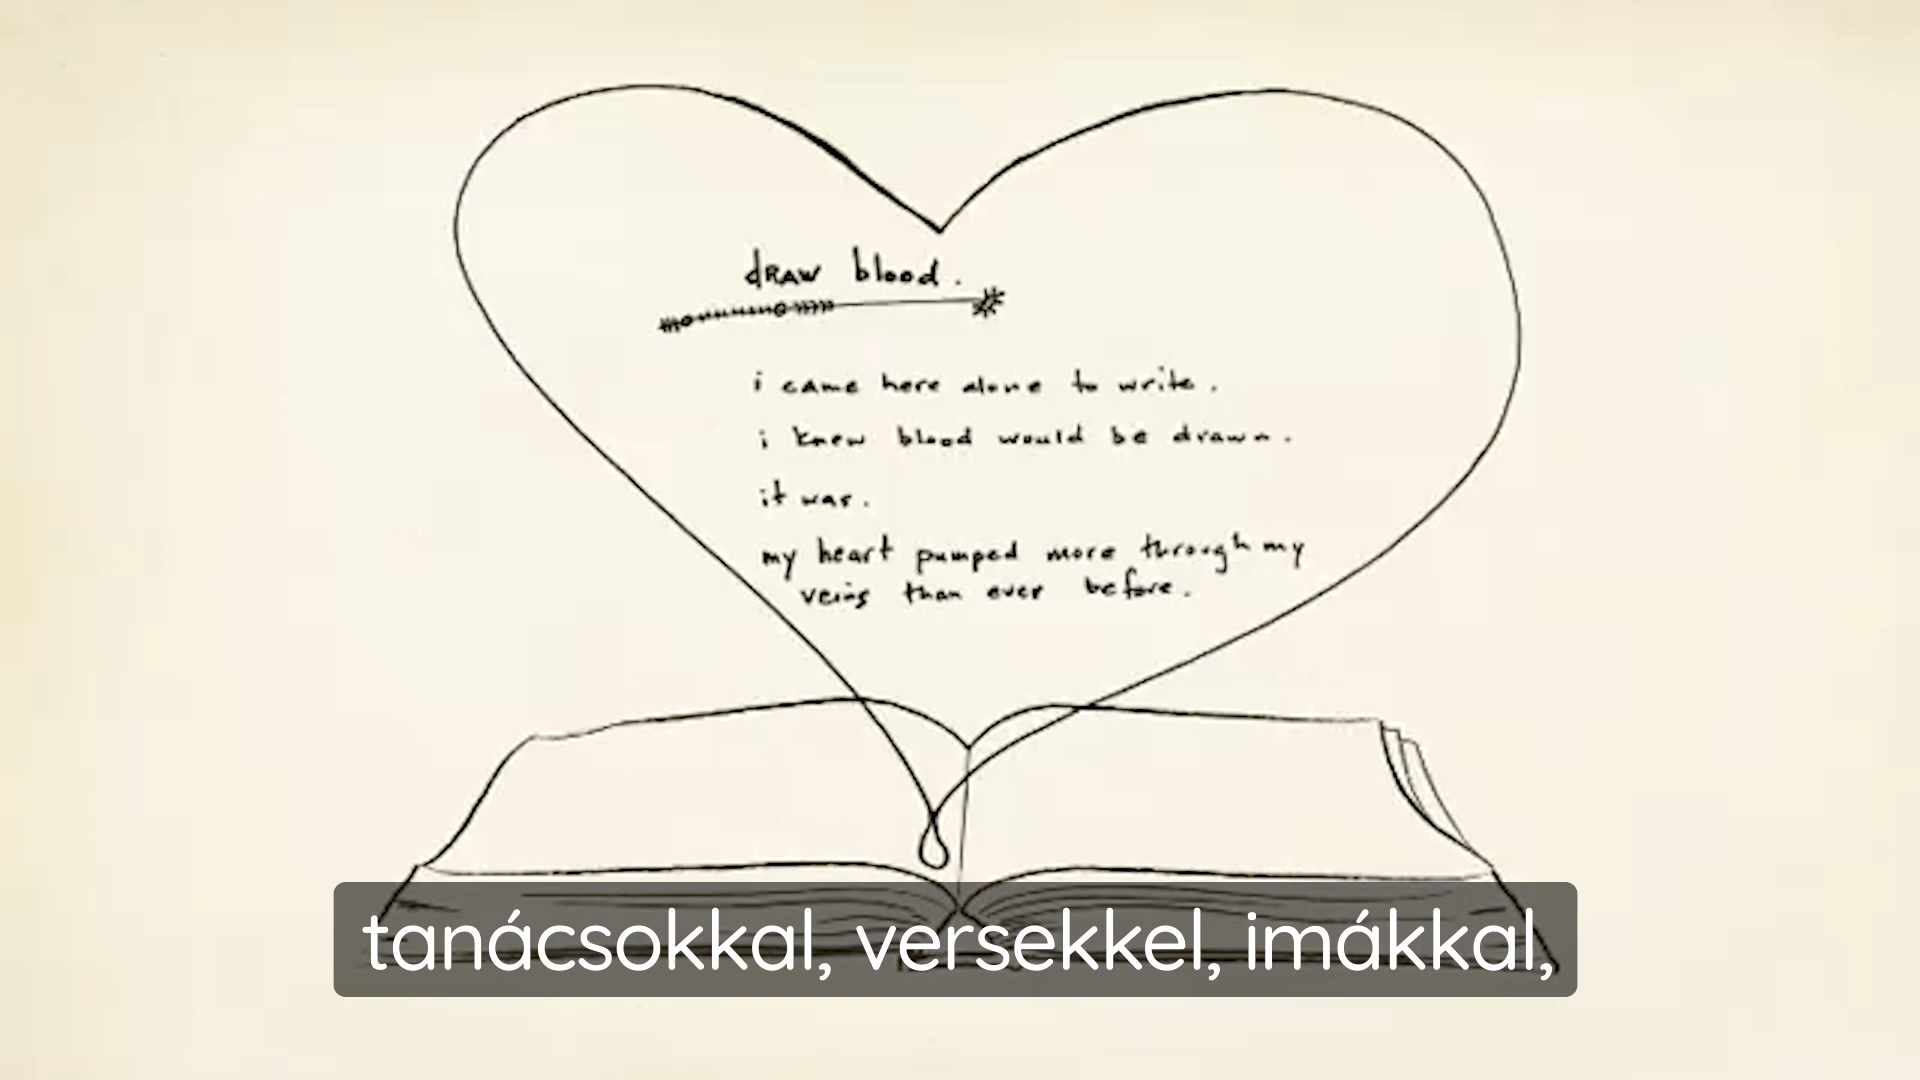 dRAW blood.
i came here alone to write.
i knew blood would be drawn.
it was.
my heart pumped more through my
veins than ever before.
tanácsokkal, versekkel, imákkal,